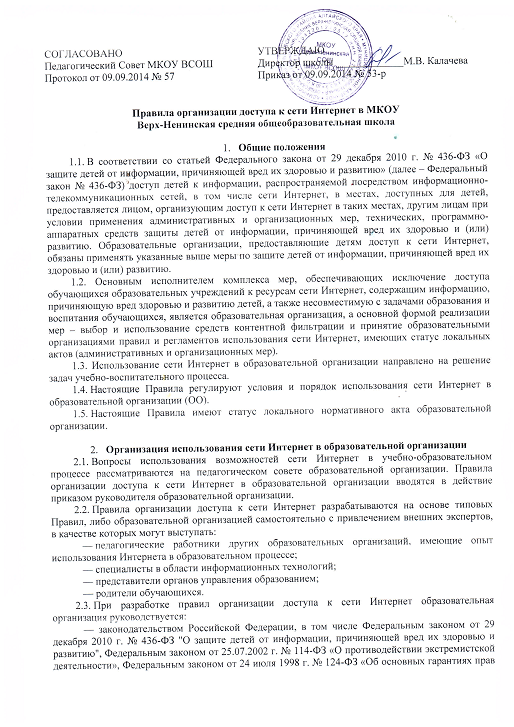 СОГЛАСОВАНО
Педагогический Совет МКОУ ВСОШ
Протокол от 09.09.2014 № 57
УТВЕРЖДАЮ
Директор школы М.В. Калачева
Приказ от 09.09.2014 № 53-р
Правила организации доступа к сети Интернет в МКОУ
Верх-Ненинская средняя общеобразовательная школа
1. Общие положения
1.1. В соответствии со статьей Федерального закона от 29 декабря 2010 г. № 436-ФЗ «О
защите детей от информации, причиняющей вред их здоровью и развитию» (далее – Федеральный
закон № 436-ФЗ) доступ детей к информации, распространяемой посредством информационно-
телекоммуникационных сетей, в том числе сети Интернет, в местах, доступных для детей,
предоставляется лицом, организующим доступ к сети Интернет в таких местах, другим лицам при
условии применения административных и организационных мер, технических, программно-
аппаратных средств защиты детей от информации, причиняющей вред их здоровью и (или)
развитию. Образовательные организации, предоставляющие детям доступ к сети Интернет,
обязаны применять указанные выше меры по защите детей от информации, причиняющей вред их
здоровью и (или) развитию.
1.2. Основным исполнителем комплекса мер, обеспечивающих исключение доступа
обучающихся образовательных учреждений к ресурсам сети Интернет, содержащим информацию,
причиняющую вред здоровью и развитию детей, а также несовместимую с задачами образования и
воспитания обучающихся, является образовательная организация, а основной формой реализации
мер – выбор и использование средств контентной фильтрации и принятие образовательными
организациями правил и регламентов использования сети Интернет, имеющих статус локальных
актов (административных и организационных мер).
1.3. Использование сети Интернет в образовательной организации направлено на решение
задач учебно-воспитательного процесса.
1.4. Настоящие Правила регулируют условия и порядок использования сети Интернет в
образовательной организации (ОО).
1.5. Настоящие Правила имеют статус локального нормативного акта образовательной
организации.
2. Организация использования сети Интернет в образовательной организации
2.1. Вопросы использования возможностей сети Интернет в учебно-образовательном
процессе рассматриваются на педагогическом совете образовательной организации. Правила
организации доступа к сети Интернет в образовательной организации вводятся в действие
приказом руководителя образовательной организации.
2.2. Правила организации доступа к сети Интернет разрабатываются на основе типовых
Правил, либо образовательной организацией самостоятельно с привлечением внешних экспертов,
в качестве которых могут выступать:
— педагогические работники других образовательных организаций, имеющие опыт
использования Интернета в образовательном процессе;
— специалисты в области информационных технологий;
— представители органов управления образованием;
— родители обучающихся.
2.3. При разработке правил организации доступа к сети Интернет образовательная
организация руководствуется:
— законодательством Российской Федерации, в том числе Федеральным законом от 29
декабря 2010 г. № 436-ФЗ "О защите детей от информации, причиняющей вред их здоровью и
развитию", Федеральным законом от 25.07.2002 г. № 114-ФЗ «О противодействии экстремистской
деятельности», Федеральным законом от 24 июля 1998 г. № 124-ФЗ «Об основных гарантиях прав